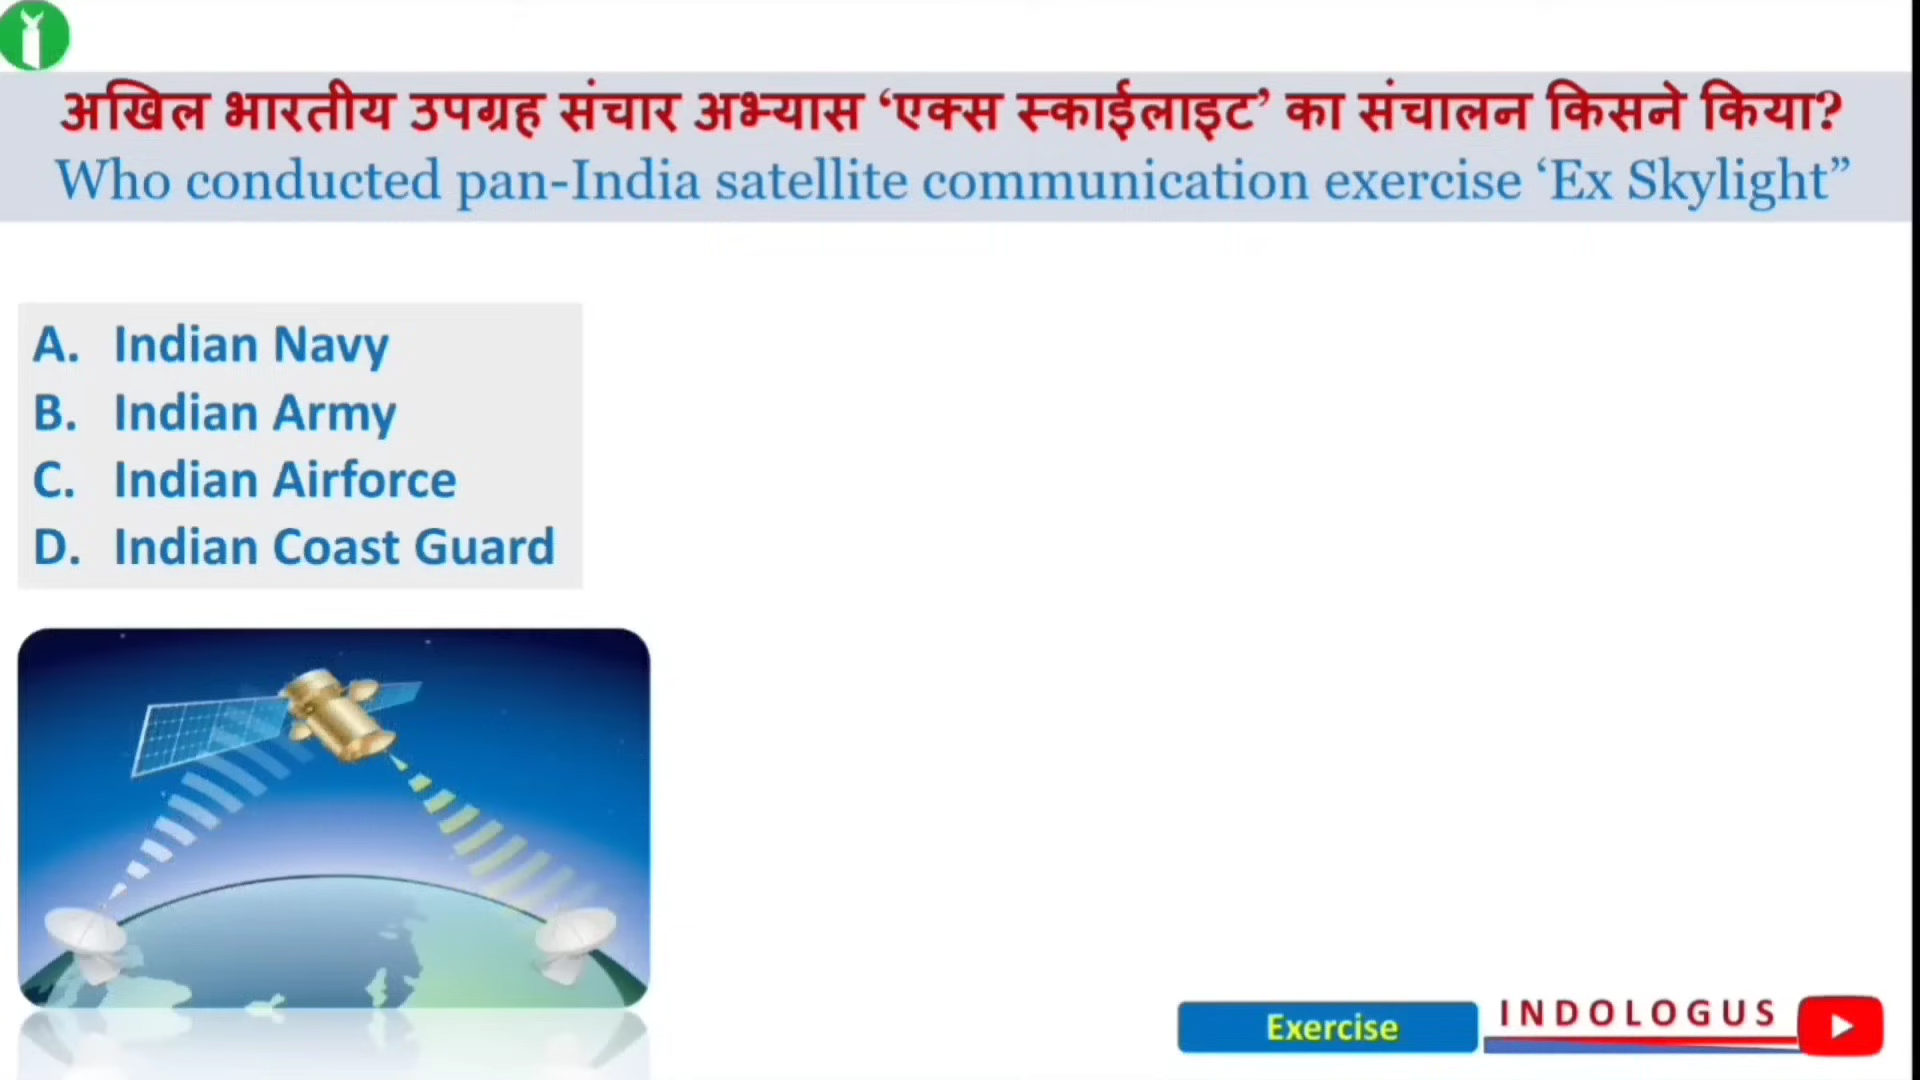 अखिल भारतीय उपग्रह संचार अभ्यास ‘एक्स स्काईलाइट’ का संचालन किसने किया?
Who conducted pan-India satellite communication exercise ‘Ex Skylight”
A. Indian Navy
B. Indian Army
C. Indian Airforce
D. Indian Coast Guard
Exercise
INDOLOGUS